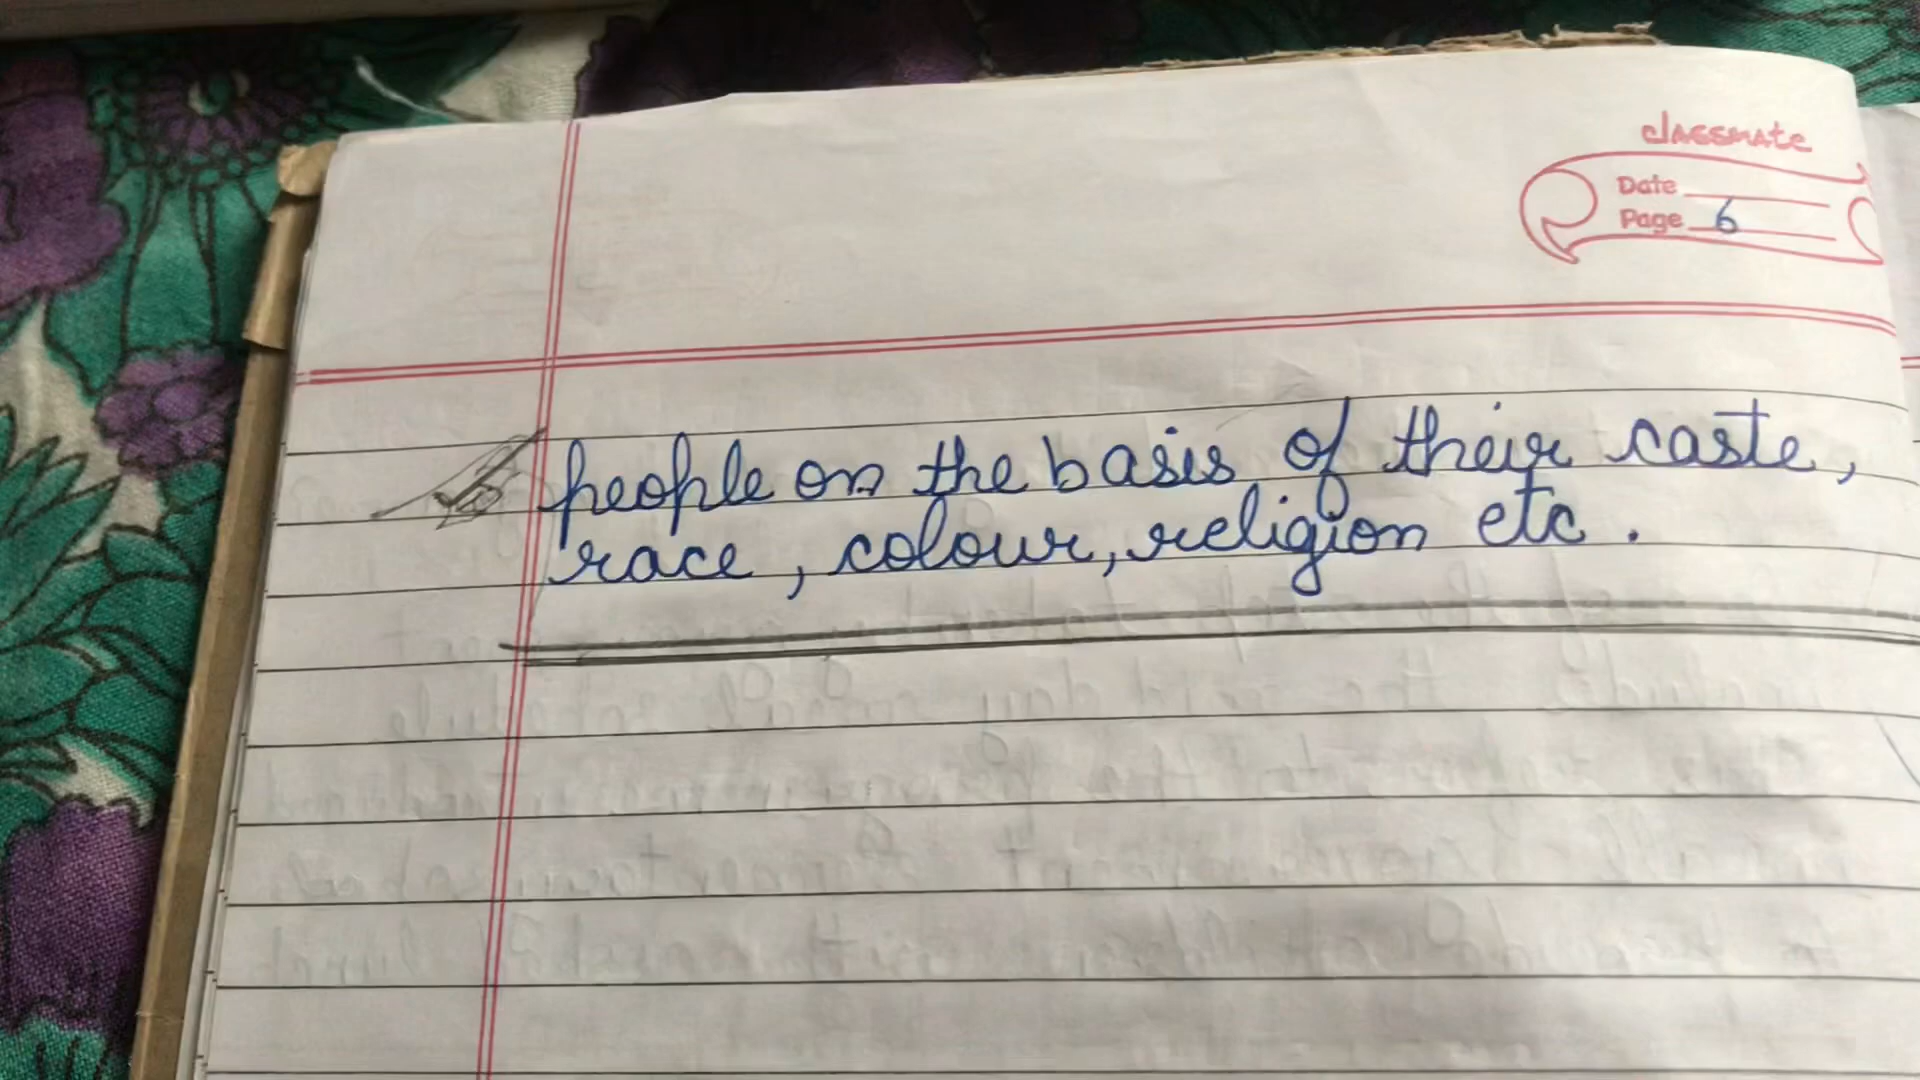 classmate
Date
Page 6
people on the basis of their caste,
race, colour, religion etc.